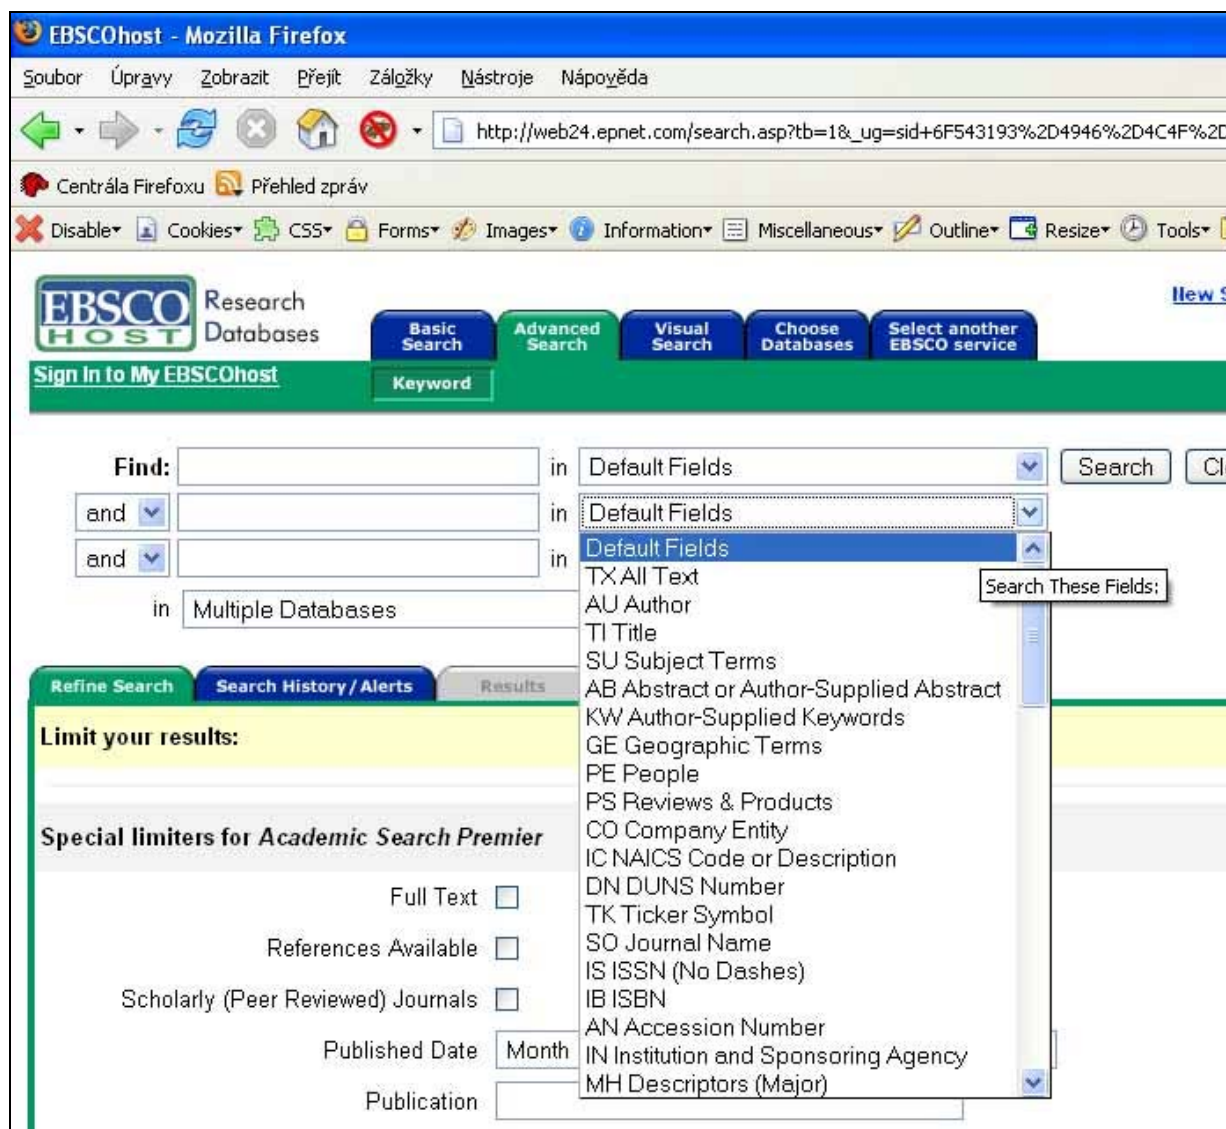 EBSCOhost - Mozilla Firefox
Soubor Úpravy Zobrazit Přejít Záložky Nástroje Nápověda
http://web24.epnet.com/search.asp?tb=1&_ug=sid+6F543193%2D4946%2D4C4F%2D
Centrála Firefoxu Přehled zpráv
Disable Cookies CSS Forms Images Information Miscellaneous Outline Resize Tools
EBSCO HOST
Research Databases
New S
Basic Search
Advanced Search
Visual Search
Choose Databases
Select another EBSCO service
Sign In to My EBSCOhost
Keyword
Find: in Default Fields Search Cl
and in Default Fields
and in
in Multiple Databases
Default Fields
TX All Text
AU Author
TI Title
SU Subject Terms
AB Abstract or Author-Supplied Abstract
KW Author-Supplied Keywords
GE Geographic Terms
PE People
PS Reviews & Products
CO Company Entity
IC NAICS Code or Description
DN DUNS Number
TK Ticker Symbol
SO Journal Name
IS ISSN (No Dashes)
IB ISBN
AN Accession Number
IN Institution and Sponsoring Agency
MH Descriptors (Major)
Search These Fields:
Refine Search Search History/Alerts Results
Limit your results:
Special limiters for Academic Search Premier
Full Text
References Available
Scholarly (Peer Reviewed) Journals
Published Date Month
Publication